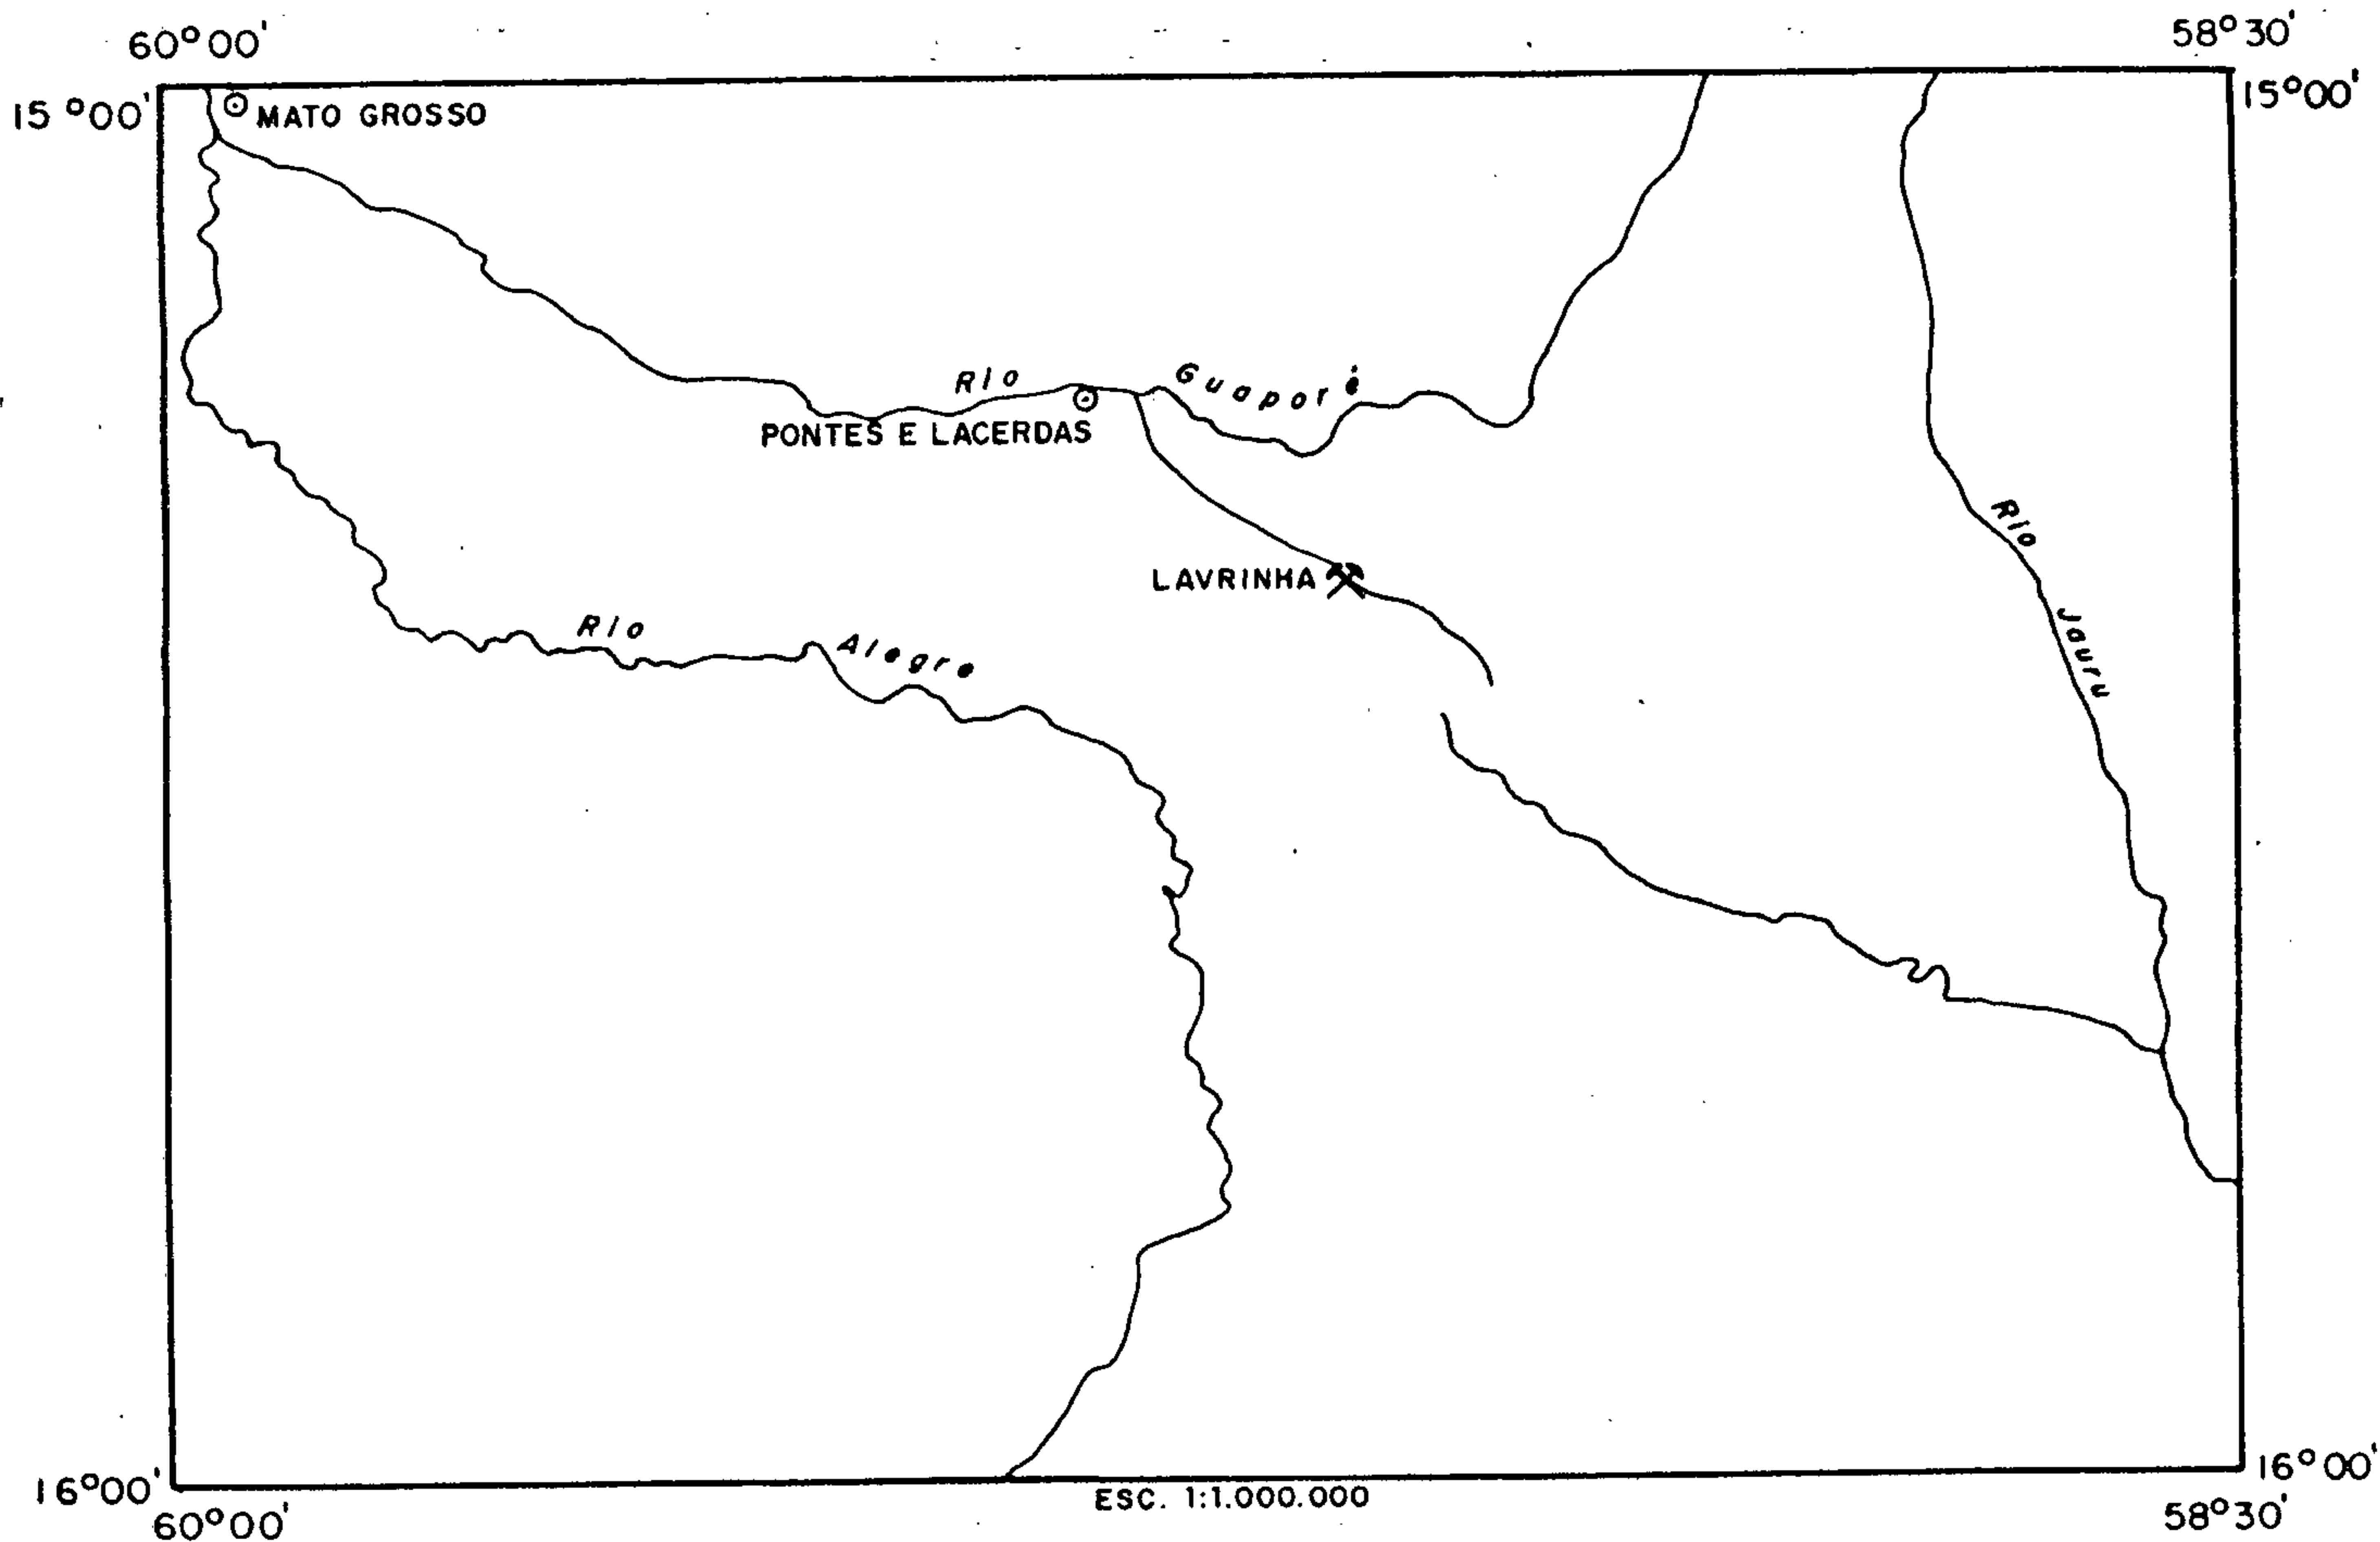 60°00'
58°30'
15°00'
15°00'
MATO GROSSO
Rio Guaporé
PONTES E LACERDAS
Rio Jauru
LAVRINHA
Rio Alegre
16°00'
16°00'
ESC. 1:1.000.000
60°00'
58°30'